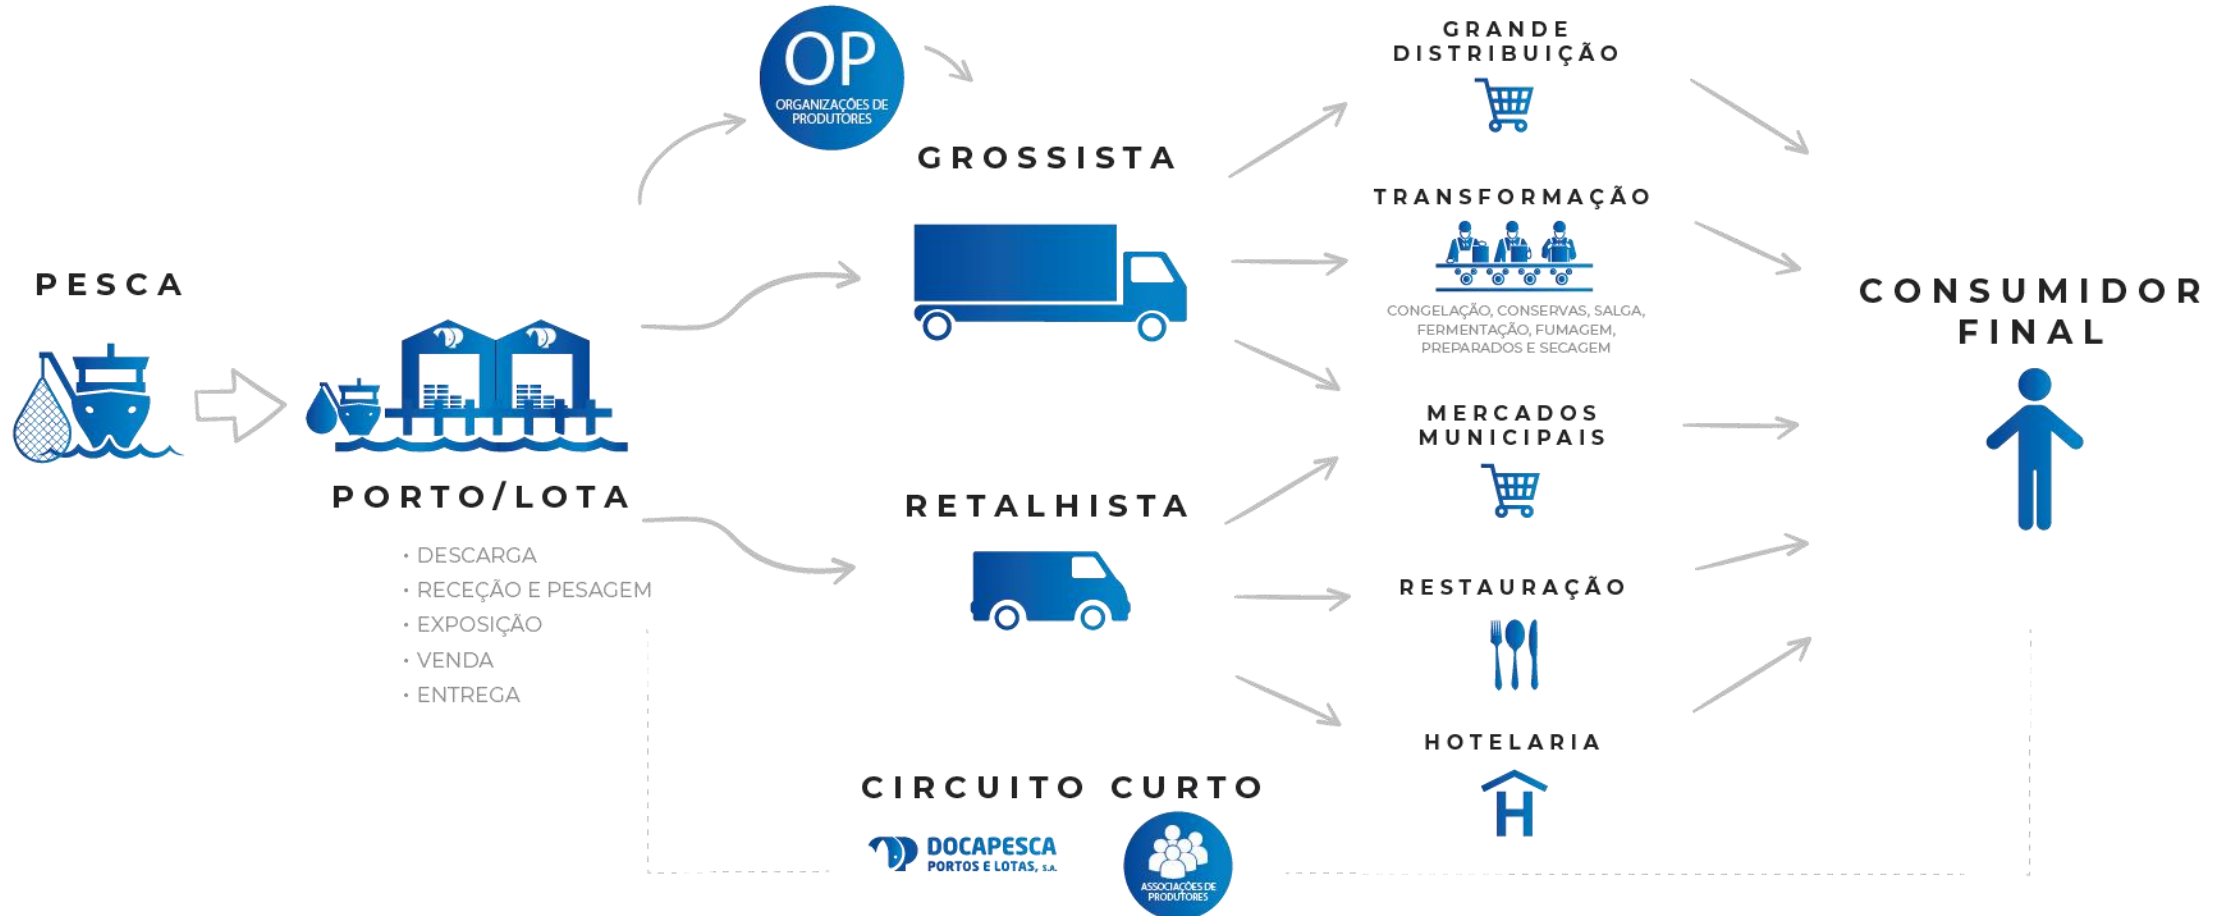 PESCA
PORTO/LOTA
• DESCARGA
• RECEÇÃO E PESAGEM
• EXPOSIÇÃO
• VENDA
• ENTREGA
OP
ORGANIZAÇÕES DE
PRODUTORES
GROSSISTA
RETALHISTA
CIRCUITO CURTO
DOCAPESCA
PORTOS E LOTAS, S.A.
ASSOCIAÇÕES DE
PRODUTORES
GRANDE
DISTRIBUIÇÃO
TRANSFORMAÇÃO
CONGELAÇÃO, CONSERVAS, SALGA,
FERMENTAÇÃO, FUMAGEM,
PREPARADOS E SECAGEM
MERCADOS
MUNICIPAIS
RESTAURAÇÃO
HOTELARIA
H
CONSUMIDOR
FINAL